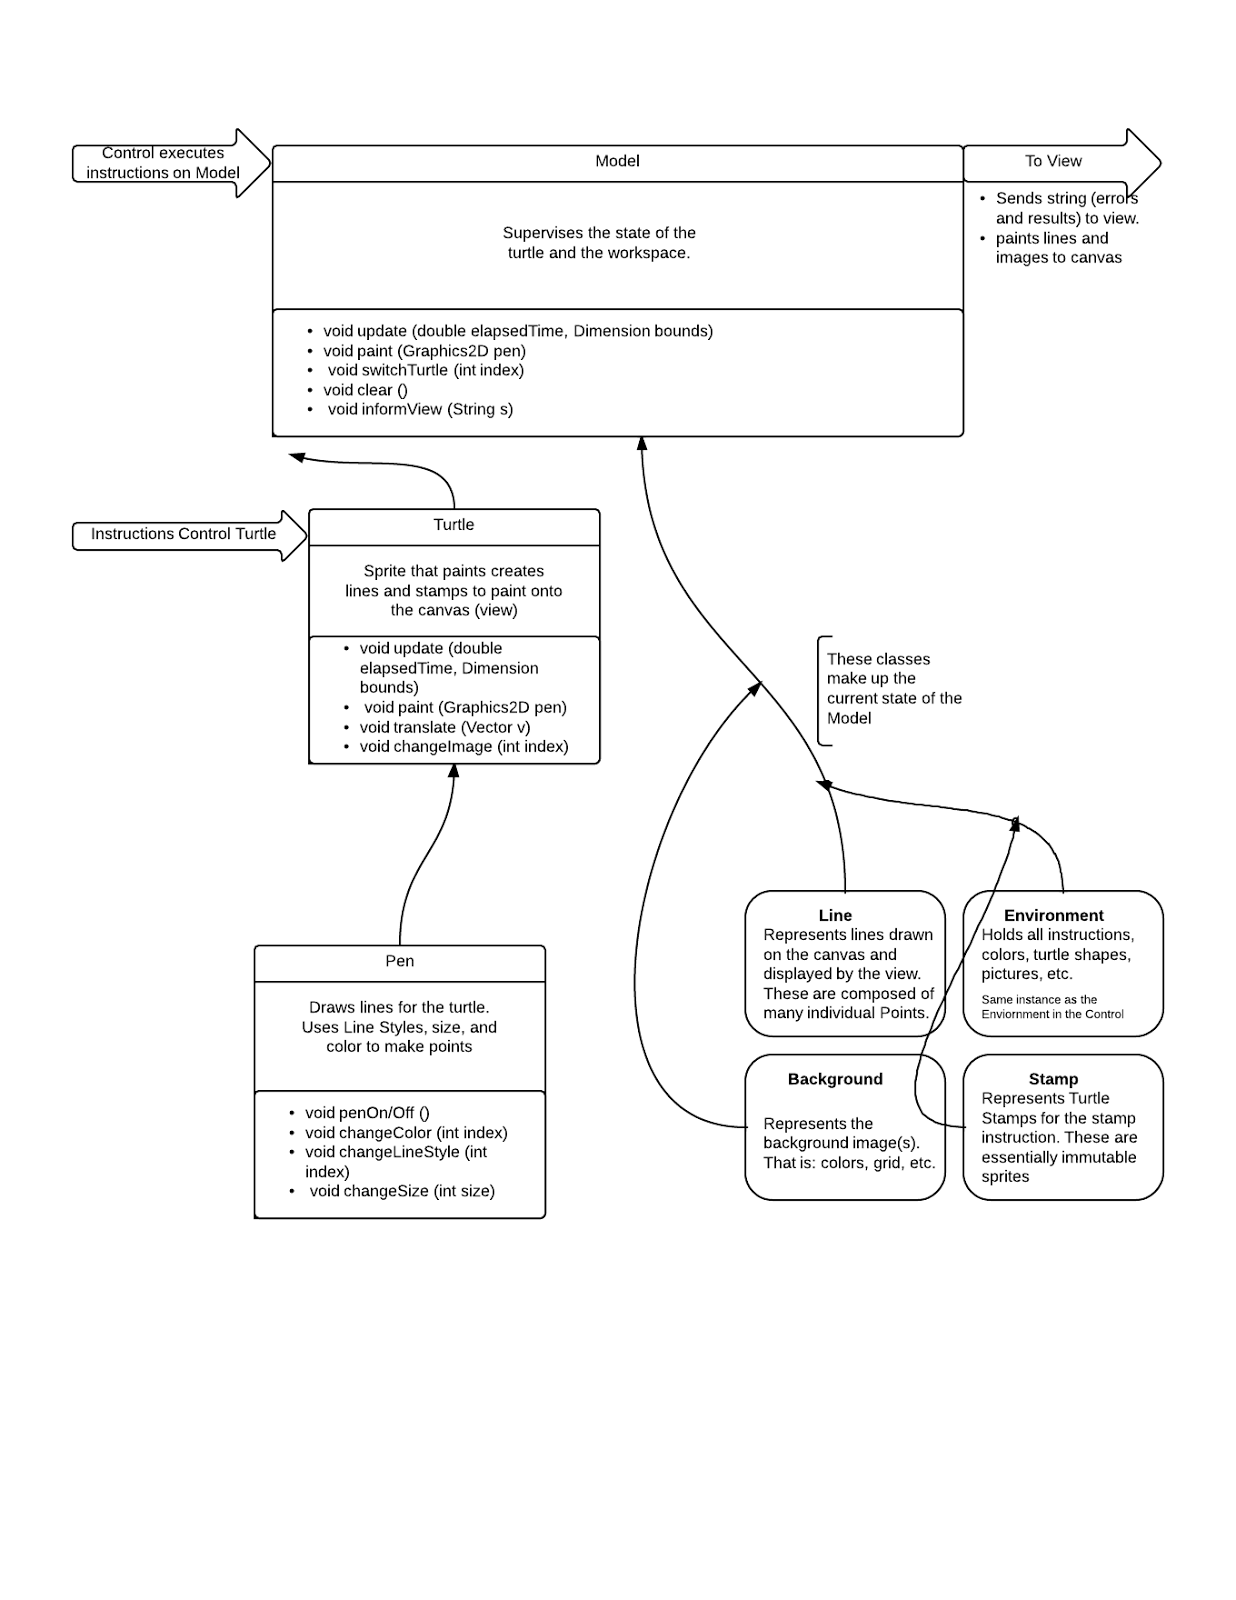 Control executes
instructions on Model
Model
To View
Supervises the state of the
turtle and the workspace.
• Sends string (errors
and results) to view.
• paints lines and
images to canvas
• void update (double elapsedTime, Dimension bounds)
• void paint (Graphics2D pen)
• void switchTurtle (int index)
• void clear ()
• void informView (String s)
Instructions Control Turtle
Turtle
Sprite that paints creates
lines and stamps to paint onto
the canvas (view)
• void update (double
elapsedTime, Dimension
bounds)
• void paint (Graphics2D pen)
• void translate (Vector v)
• void changeImage (int index)
These classes
make up the
current state of the
Model
Pen
Draws lines for the turtle.
Uses Line Styles, size, and
color to make points
• void penOn/Off ()
• void changeColor (int index)
• void changeLineStyle (int
index)
• void changeSize (int size)
Line
Represents lines drawn
on the canvas and
displayed by the view.
These are composed of
many individual Points.
Environment
Holds all instructions,
colors, turtle shapes,
pictures, etc.
Same instance as the
Enviornment in the Control
Background
Represents the
background image(s).
That is: colors, grid, etc.
Stamp
Represents Turtle
Stamps for the stamp
instruction. These are
essentially immutable
sprites